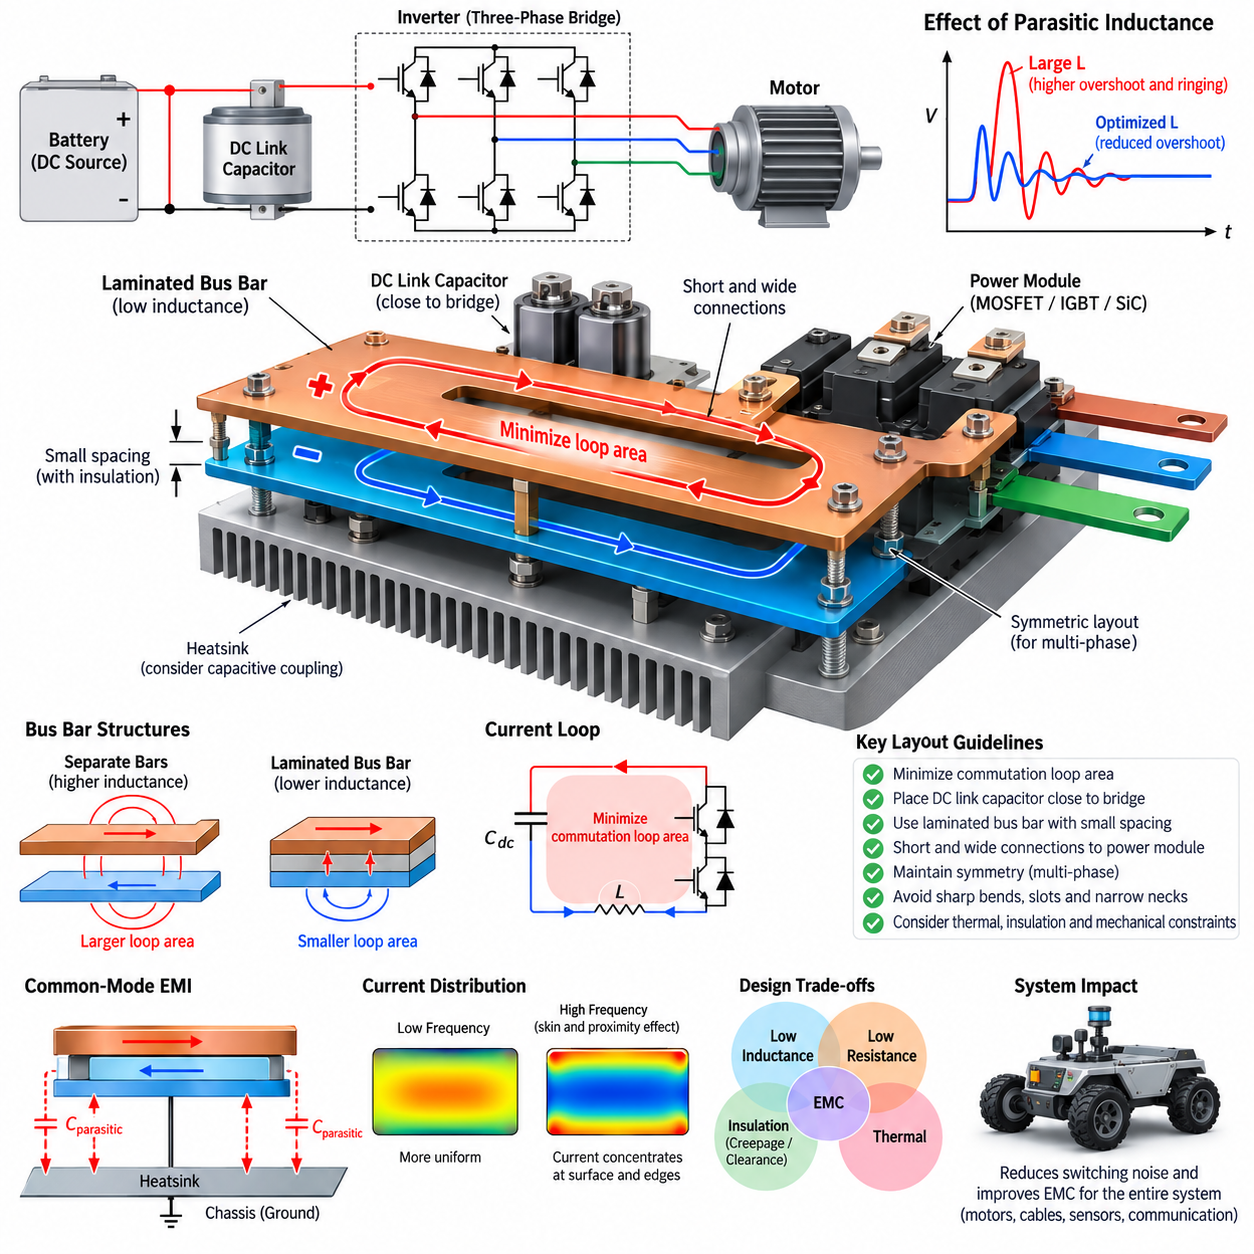 Inverter (Three-Phase Bridge)
Battery
(DC Source)
+
-
DC Link
Capacitor
Motor
Effect of Parasitic Inductance
V
Large L
(higher overshoot and ringing)
Optimized L
(reduced overshoot)
t
Laminated Bus Bar
(low inductance)
DC Link Capacitor
(close to bridge)
Short and wide
connections
Power Module
(MOSFET / IGBT / SiC)
+
Minimize loop area
-
Small spacing
(with insulation)
Heatsink
(consider capacitive coupling)
Symmetric layout
(for multi-phase)
Bus Bar Structures
Separate Bars
(higher inductance)
Larger loop area
Laminated Bus Bar
(lower inductance)
Smaller loop area
Current Loop
Minimize
commutation loop area
Cdc
L
Key Layout Guidelines
Minimize commutation loop area
Place DC link capacitor close to bridge
Use laminated bus bar with small spacing
Short and wide connections to power module
Maintain symmetry (multi-phase)
Avoid sharp bends, slots and narrow necks
Consider thermal, insulation and mechanical constraints
Common-Mode EMI
Cparasitic
Cparasitic
Heatsink
Chassis (Ground)
Current Distribution
Low Frequency
More uniform
High Frequency
(skin and proximity effect)
Current concentrates
at surface and edges
Design Trade-offs
Low
Inductance
Low
Resistance
EMC
Insulation
(Creepage /
Clearance)
Thermal
System Impact
Reduces switching noise and
improves EMC for the entire system
(motors, cables, sensors, communication)